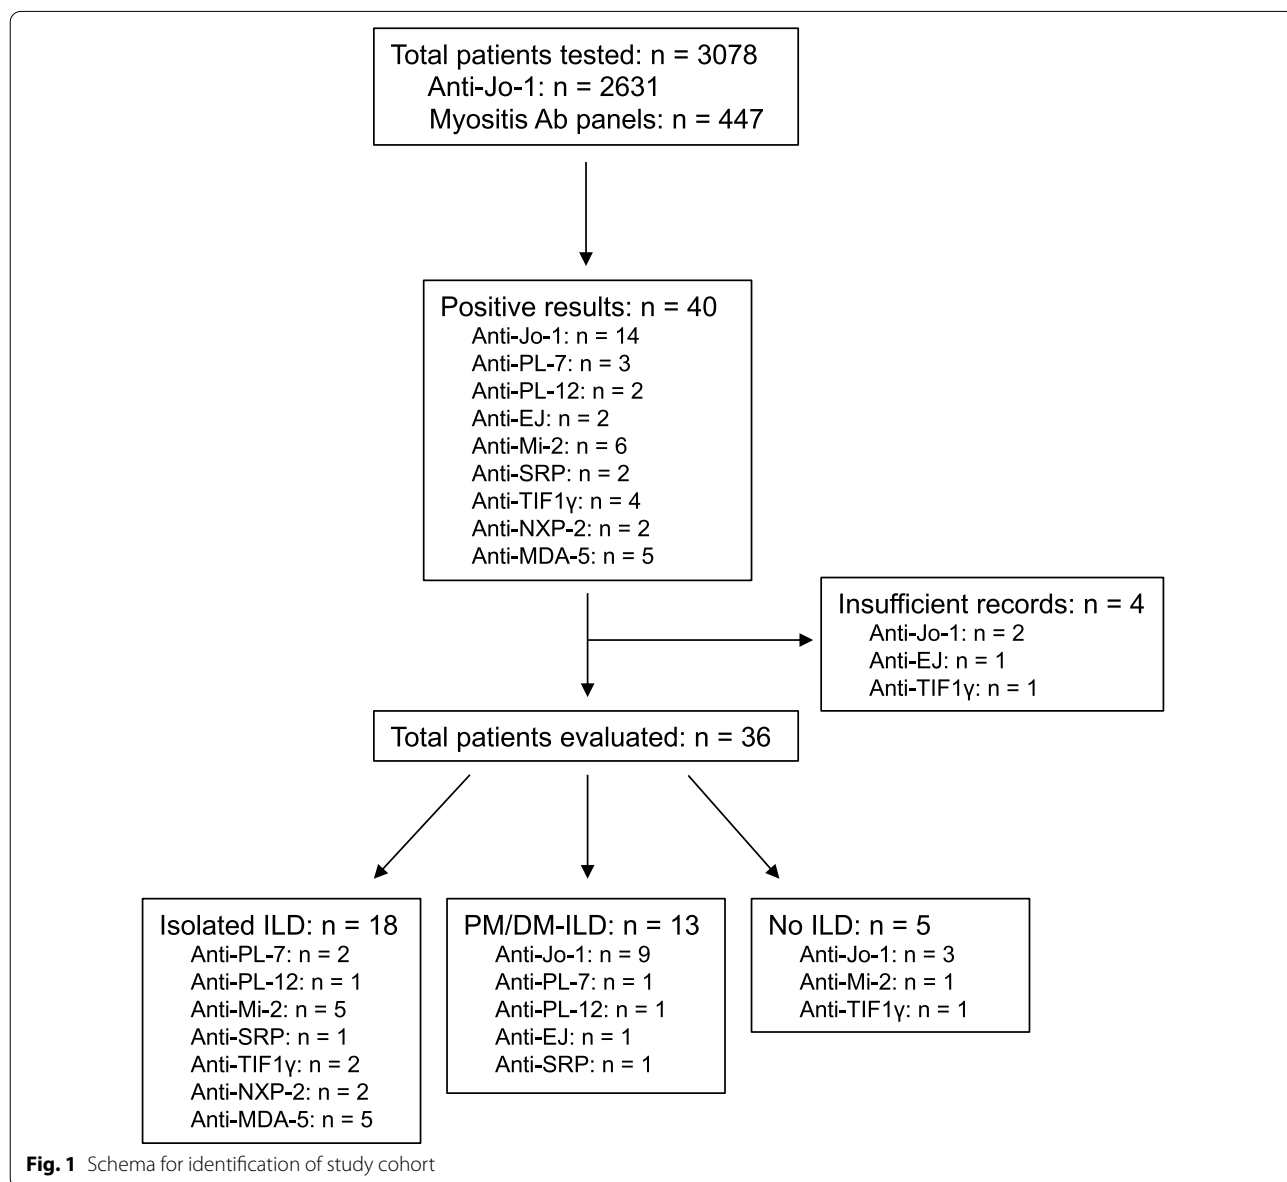 Total patients tested: n = 3078
Anti-Jo-1: n = 2631
Myositis Ab panels: n = 447
Positive results: n = 40
Anti-Jo-1: n = 14
Anti-PL-7: n = 3
Anti-PL-12: n = 2
Anti-EJ: n = 2
Anti-Mi-2: n = 6
Anti-SRP: n = 2
Anti-TIF1γ: n = 4
Anti-NXP-2: n = 2
Anti-MDA-5: n = 5
Insufficient records: n = 4
Anti-Jo-1: n = 2
Anti-EJ: n = 1
Anti-TIF1γ: n = 1
Total patients evaluated: n = 36
Isolated ILD: n = 18
Anti-PL-7: n = 2
Anti-PL-12: n = 1
Anti-Mi-2: n = 5
Anti-SRP: n = 1
Anti-TIF1γ: n = 2
Anti-NXP-2: n = 2
Anti-MDA-5: n = 5
PM/DM-ILD: n = 13
Anti-Jo-1: n = 9
Anti-PL-7: n = 1
Anti-PL-12: n = 1
Anti-EJ: n = 1
Anti-SRP: n = 1
No ILD: n = 5
Anti-Jo-1: n = 3
Anti-Mi-2: n = 1
Anti-TIF1γ: n = 1
Fig. 1 Schema for identification of study cohort